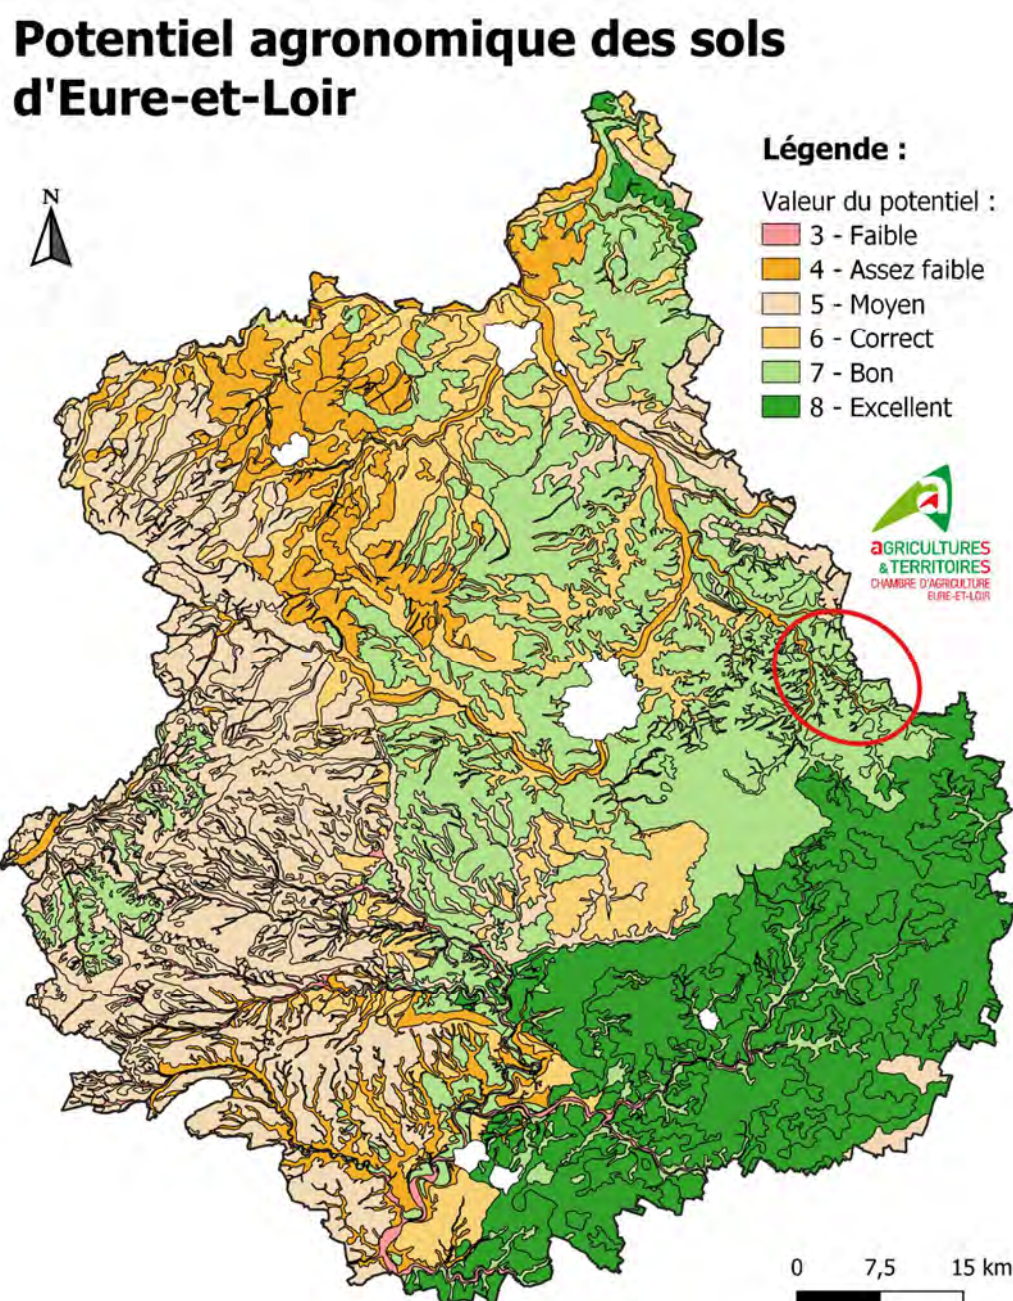 Potentiel agronomique des sols
d'Eure-et-Loir
N
Légende :
Valeur du potentiel :
3 - Faible
4 - Assez faible
5 - Moyen
6 - Correct
7 - Bon
8 - Excellent
a
aGRICULTURES
& TERRITOIRES
CHAMBRE D'AGRICULTURE
EURE-ET-LOIR
0 7,5 15 km